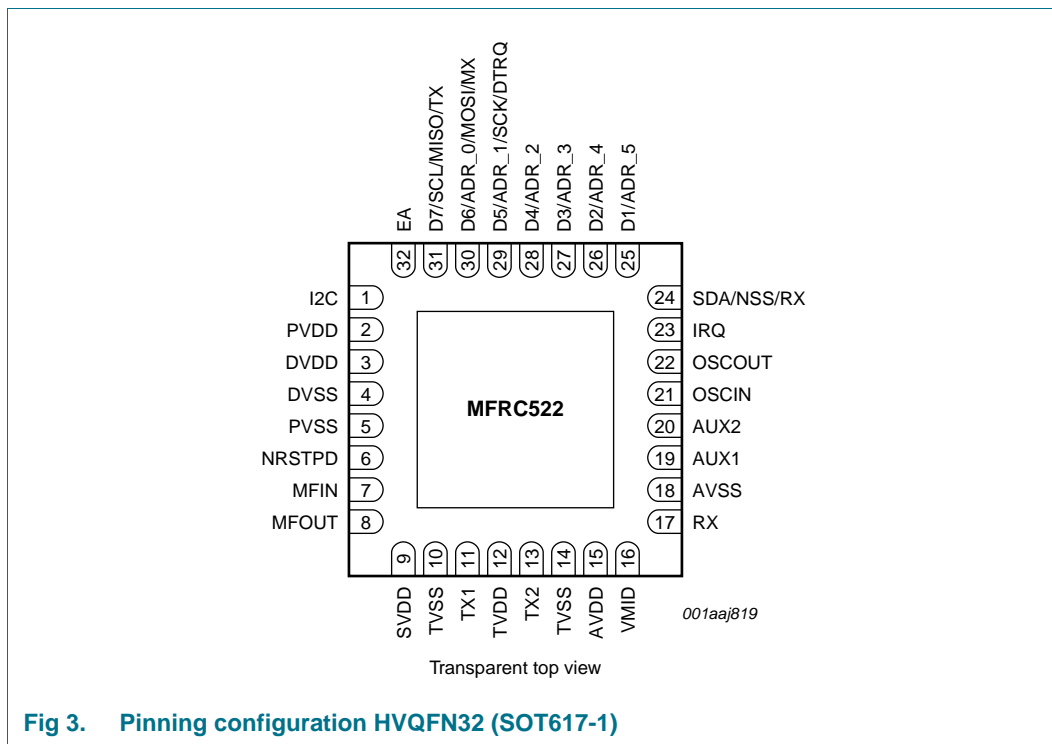 D7/SCL/MISO/TX
D6/ADR_0/MOSI/MX
D5/ADR_1/SCK/DTRQ
D4/ADR_2
D3/ADR_3
D2/ADR_4
D1/ADR_5
EA
32
31
30
29
28
27
26
25
I2C 1
PVDD 2
DVDD 3
DVSS 4
PVSS 5
NRSTPD 6
MFIN 7
MFOUT 8
MFRC522
24 SDA/NSS/RX
23 IRQ
22 OSCOUT
21 OSCIN
20 AUX2
19 AUX1
18 AVSS
17 RX
9
10
11
12
13
14
15
16
SVDD
TVSS
TX1
TVDD
TX2
TVSS
AVDD
VMID
001aaj819
Transparent top view
Fig 3. Pinning configuration HVQFN32 (SOT617-1)